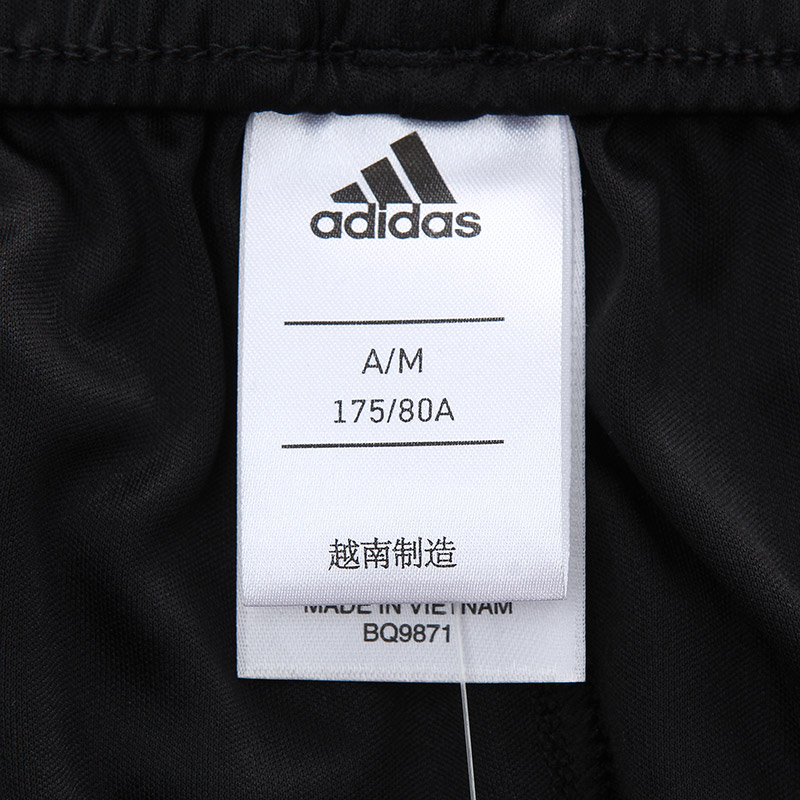 adidas
A/M
175/80A
越南制造
MADE IN VIETNAM
BQ9871